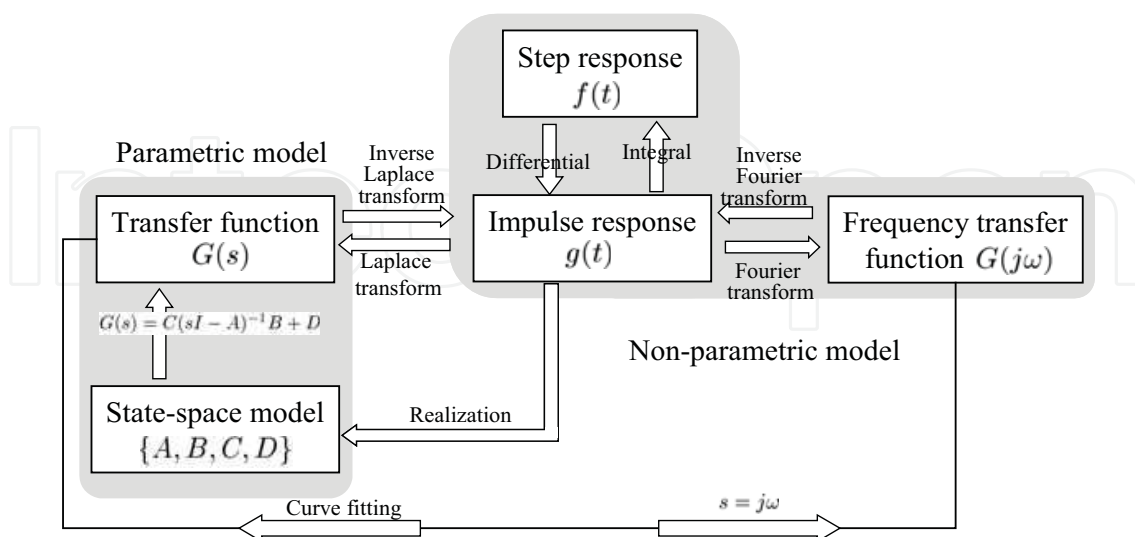 Step response
f(t)
Parametric model
Inverse
Laplace
transform
Differential
Integral
Inverse
Fourier
transform
Transfer function
G(s)
Impulse response
g(t)
Frequency transfer
function G(jω)
Laplace
transform
Fourier
transform
G(s) = C(sI − A)⁻¹B + D
Non-parametric model
State-space model
{A, B, C, D}
Realization
Curve fitting
s = jω